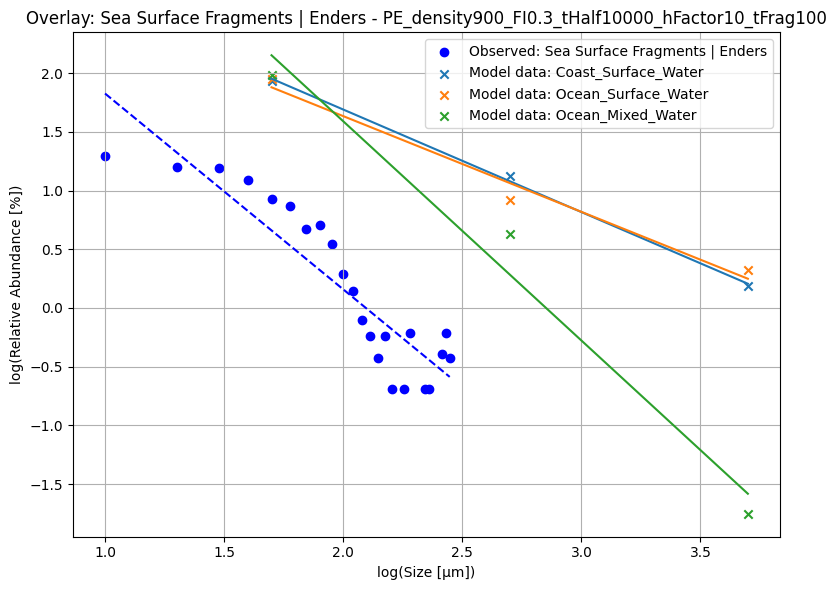 Overlay: Sea Surface Fragments | Enders - PE_density900_FI0.3_tHalf10000_hFactor10_tFrag100
Observed: Sea Surface Fragments | Enders
Model data: Coast_Surface_Water
Model data: Ocean_Surface_Water
Model data: Ocean_Mixed_Water
log(Relative Abundance [%])
2.0
1.5
1.0
0.5
0.0
−0.5
−1.0
−1.5
1.0 1.5 2.0 2.5 3.0 3.5
log(Size [μm])